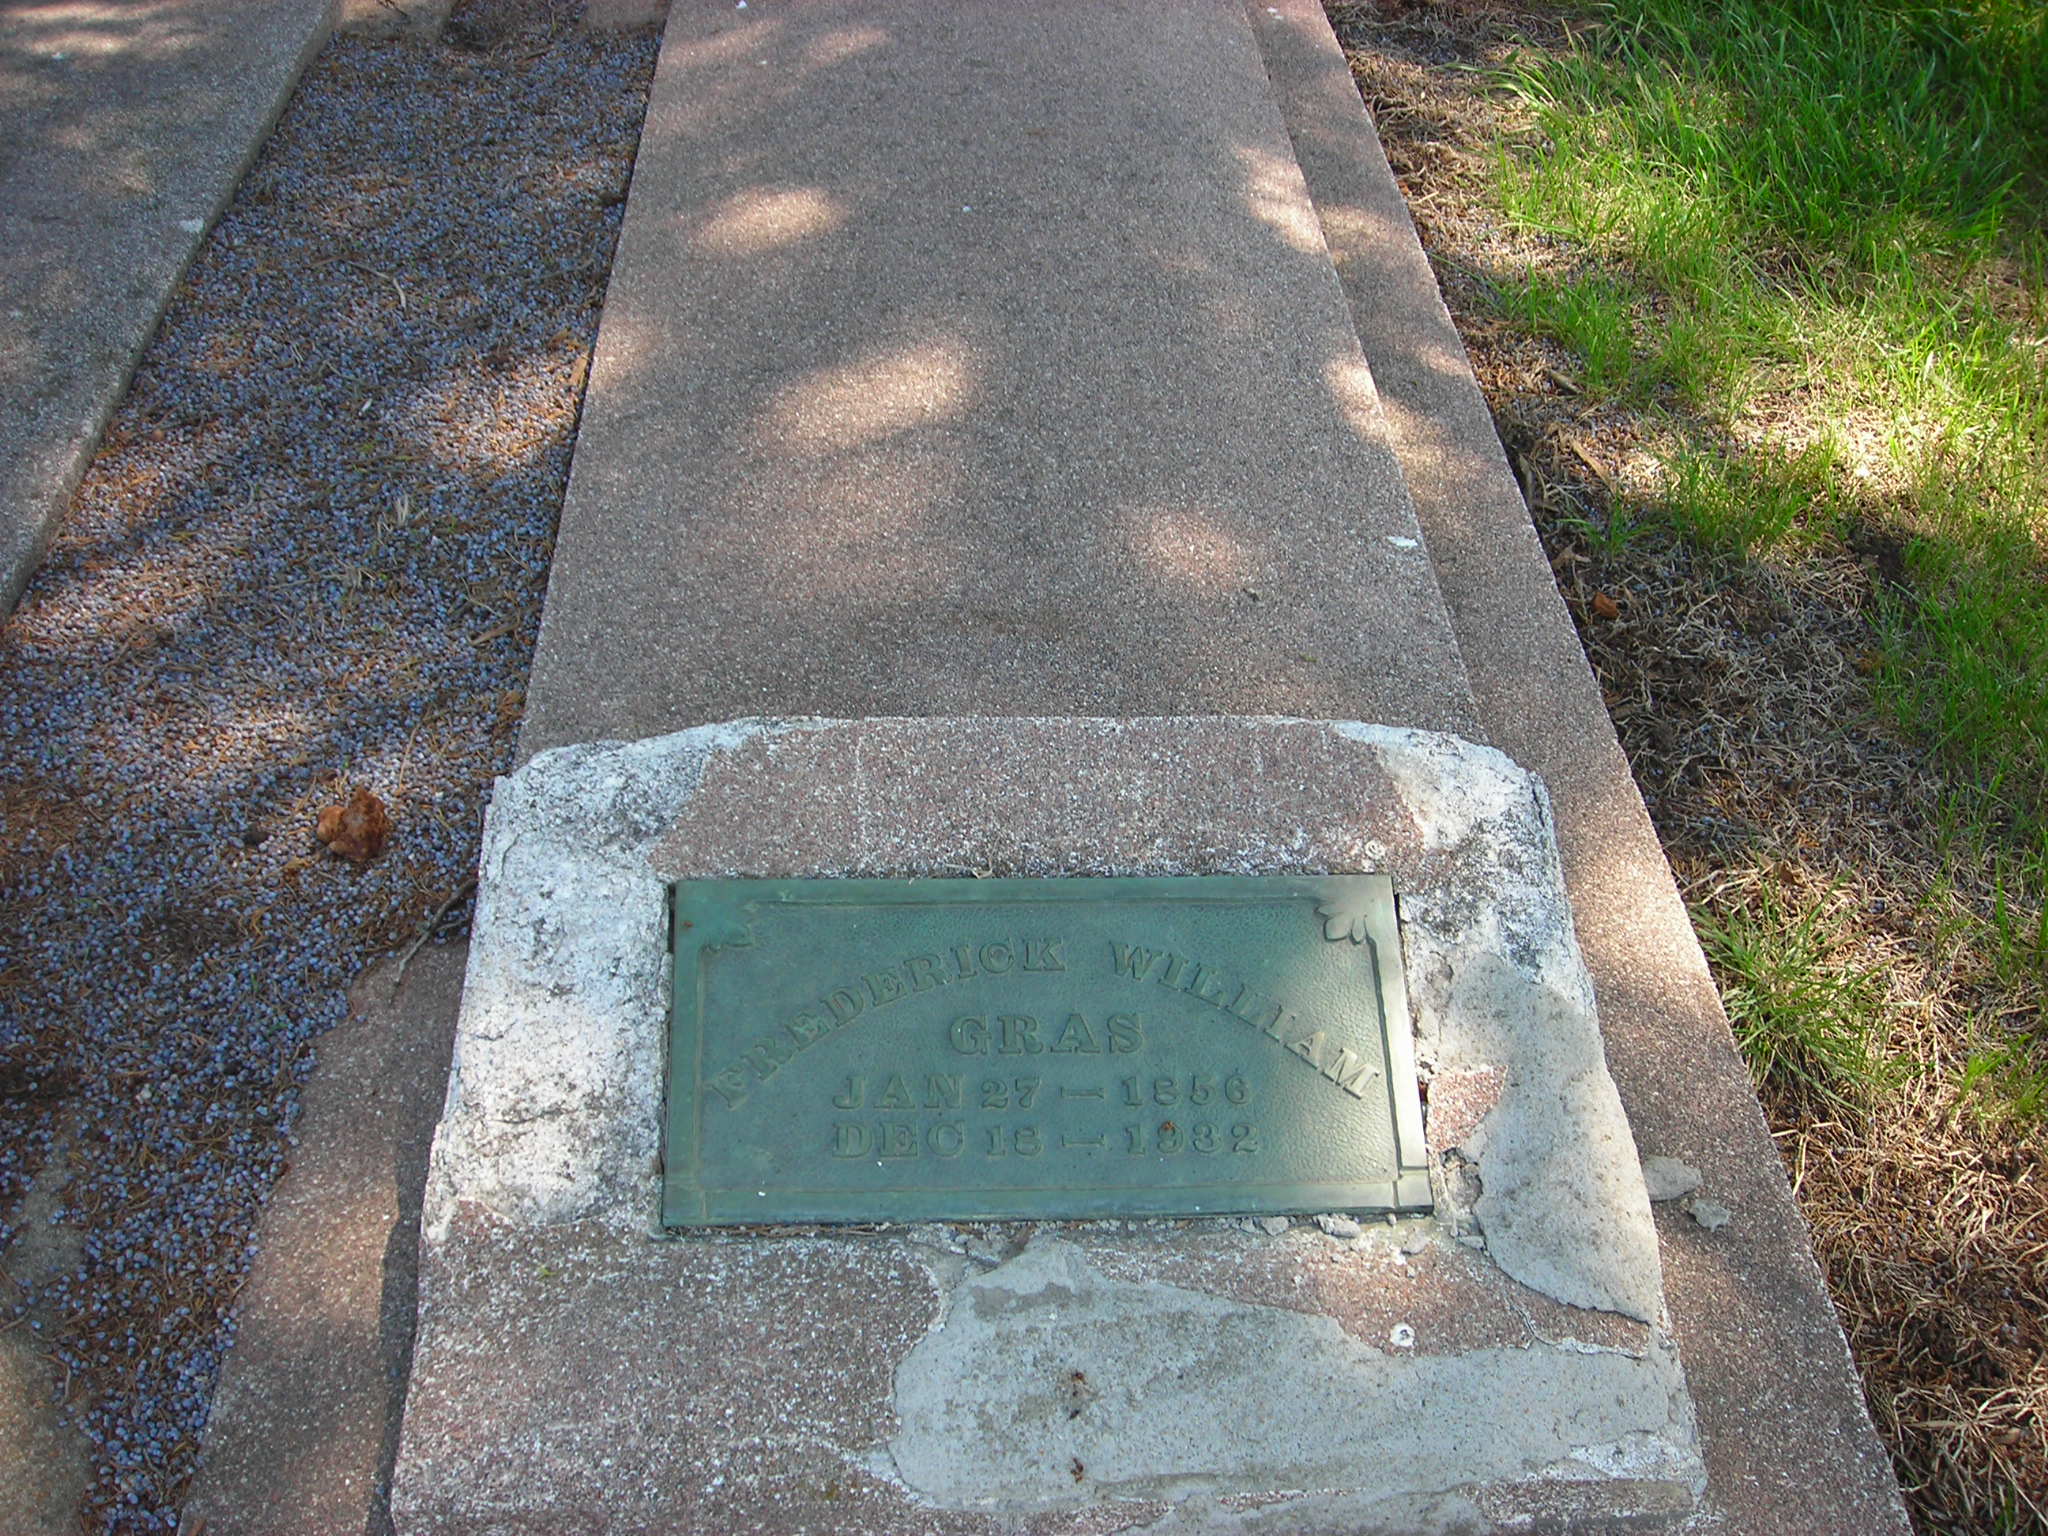 FREDERICK WILLIAM
GRAS
JAN 27 — 1856
DEC 18 — 1932